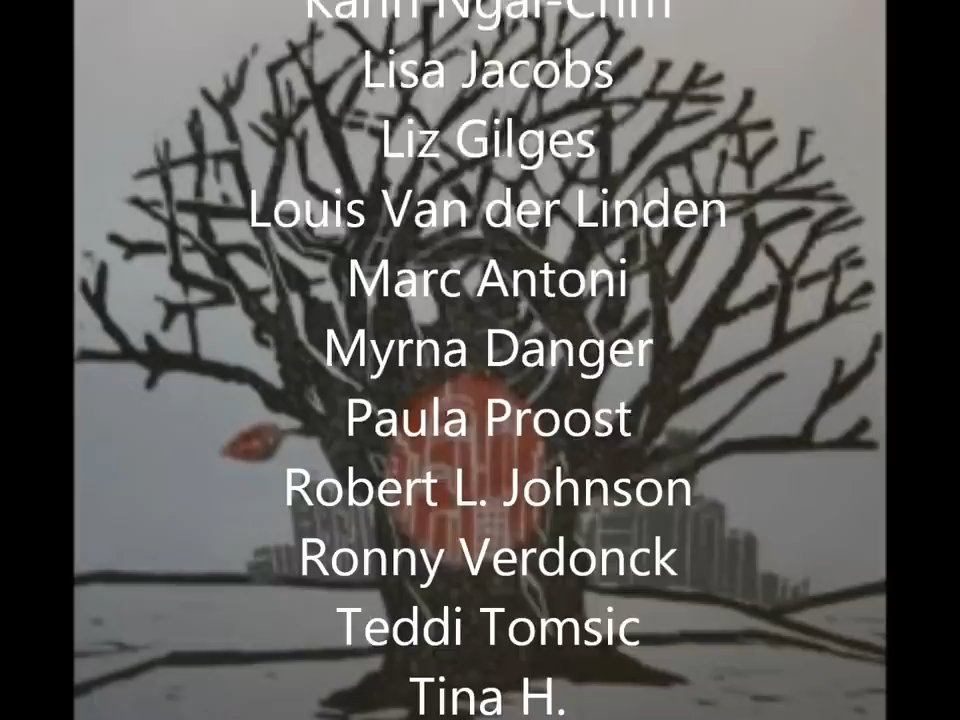 Lisa Jacobs
Liz Gilges
Louis Van der Linden
Marc Antoni
Myrna Danger
Paula Proost
Robert L. Johnson
Ronny Verdonck
Teddi Tomsic
Tina H.